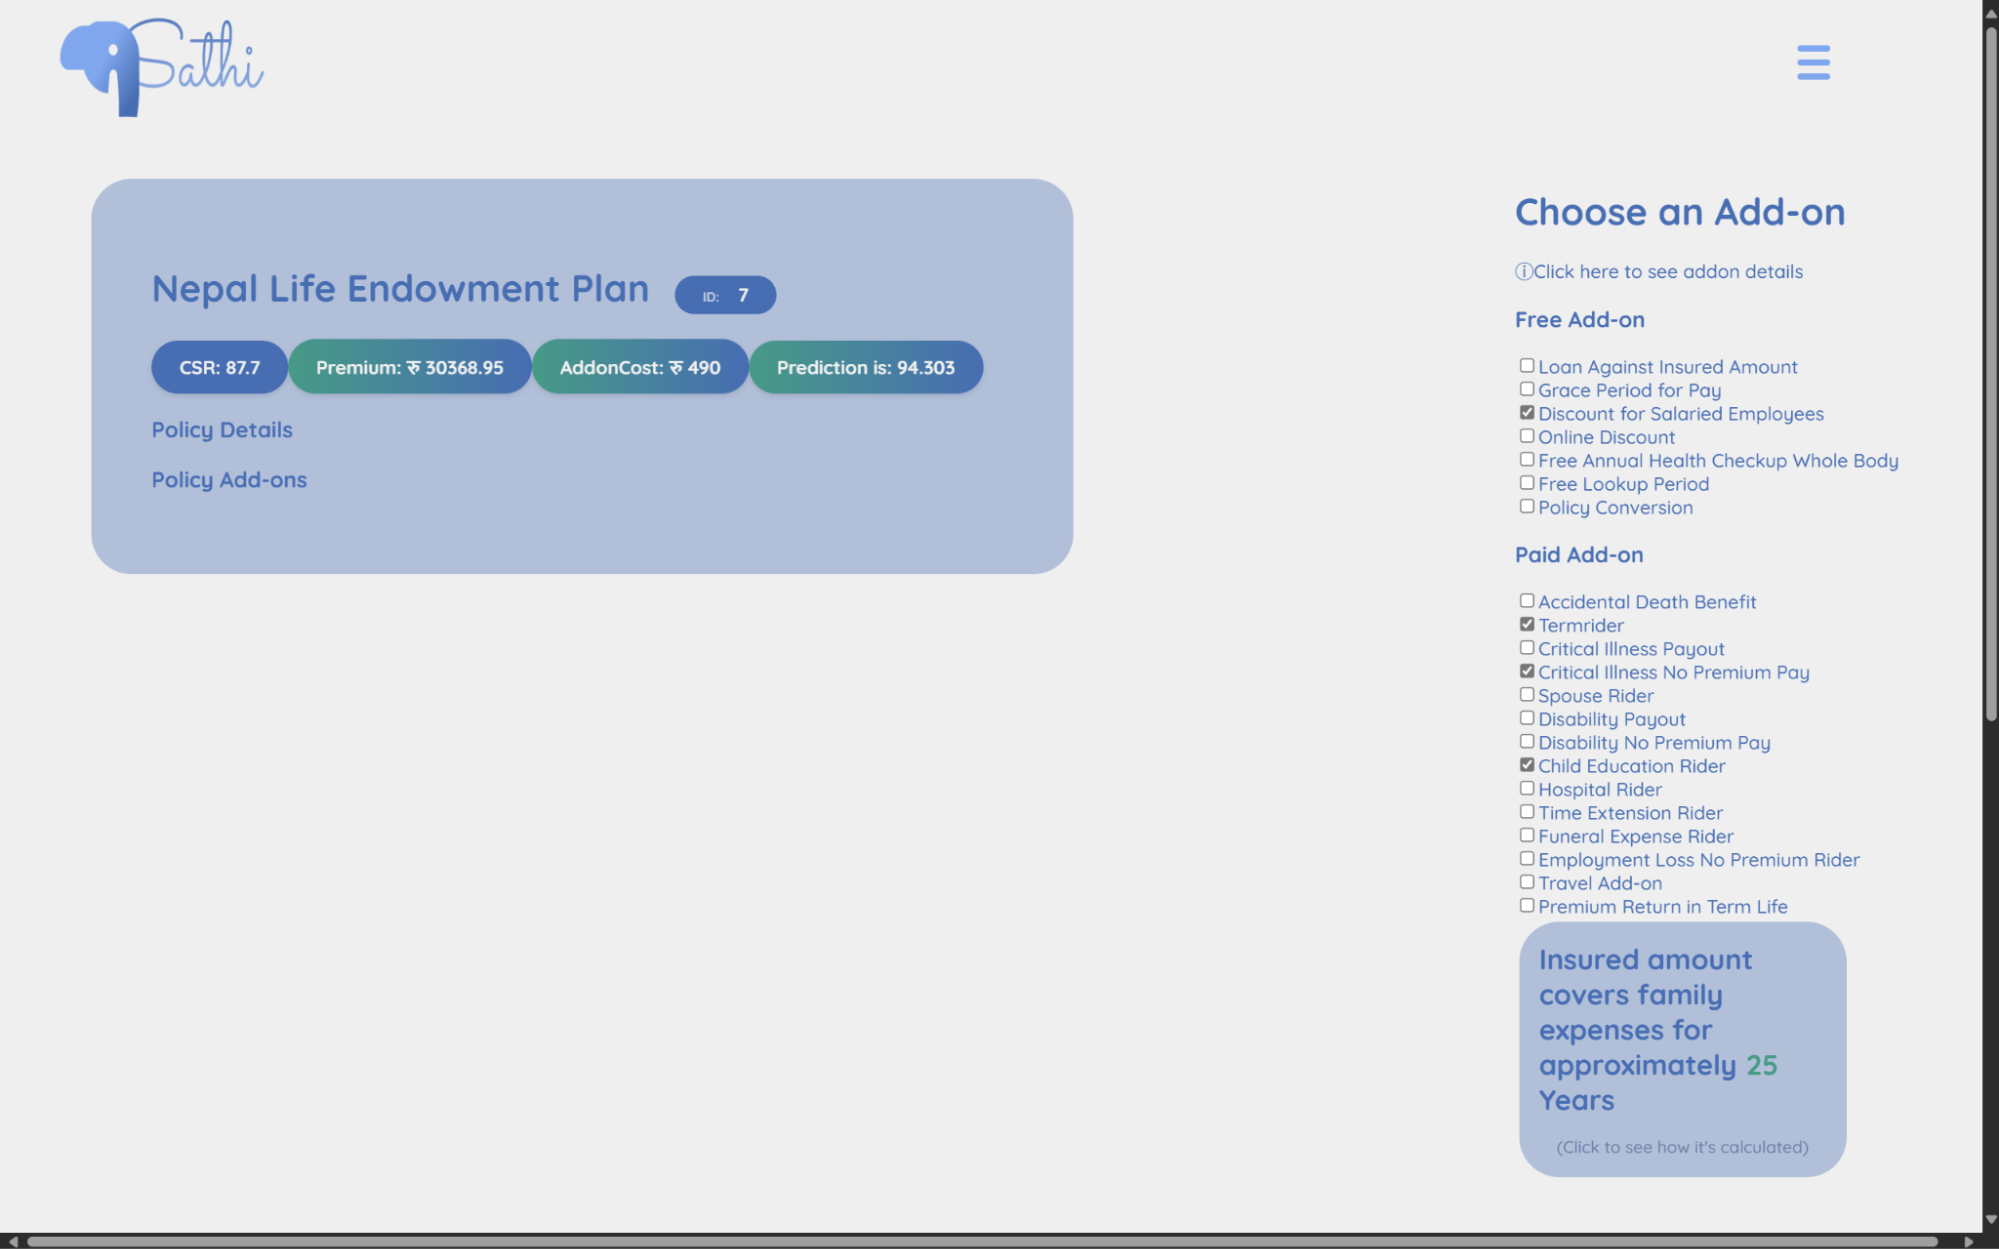 Sathi
Nepal Life Endowment Plan ID: 7
CSR: 87.7 Premium: रु 30368.95 AddonCost: रु 490 Prediction is: 94.303
Policy Details
Policy Add-ons
Choose an Add-on
ⓘClick here to see addon details
Free Add-on
Loan Against Insured Amount
Grace Period for Pay
Discount for Salaried Employees
Online Discount
Free Annual Health Checkup Whole Body
Free Lookup Period
Policy Conversion
Paid Add-on
Accidental Death Benefit
Termrider
Critical Illness Payout
Critical Illness No Premium Pay
Spouse Rider
Disability Payout
Disability No Premium Pay
Child Education Rider
Hospital Rider
Time Extension Rider
Funeral Expense Rider
Employment Loss No Premium Rider
Travel Add-on
Premium Return in Term Life
Insured amount
covers family
expenses for
approximately 25
Years
(Click to see how it's calculated)